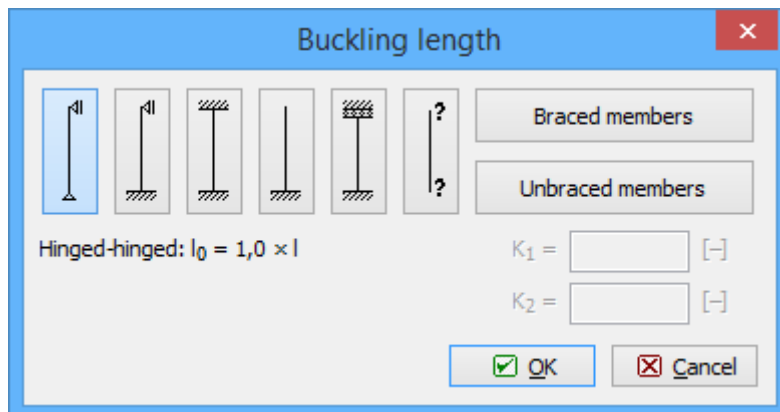 Buckling length
?
?
Braced members
Unbraced members
Hinged-hinged: l₀ = 1,0 × l
K₁ = [–]
K₂ = [–]
OK
Cancel